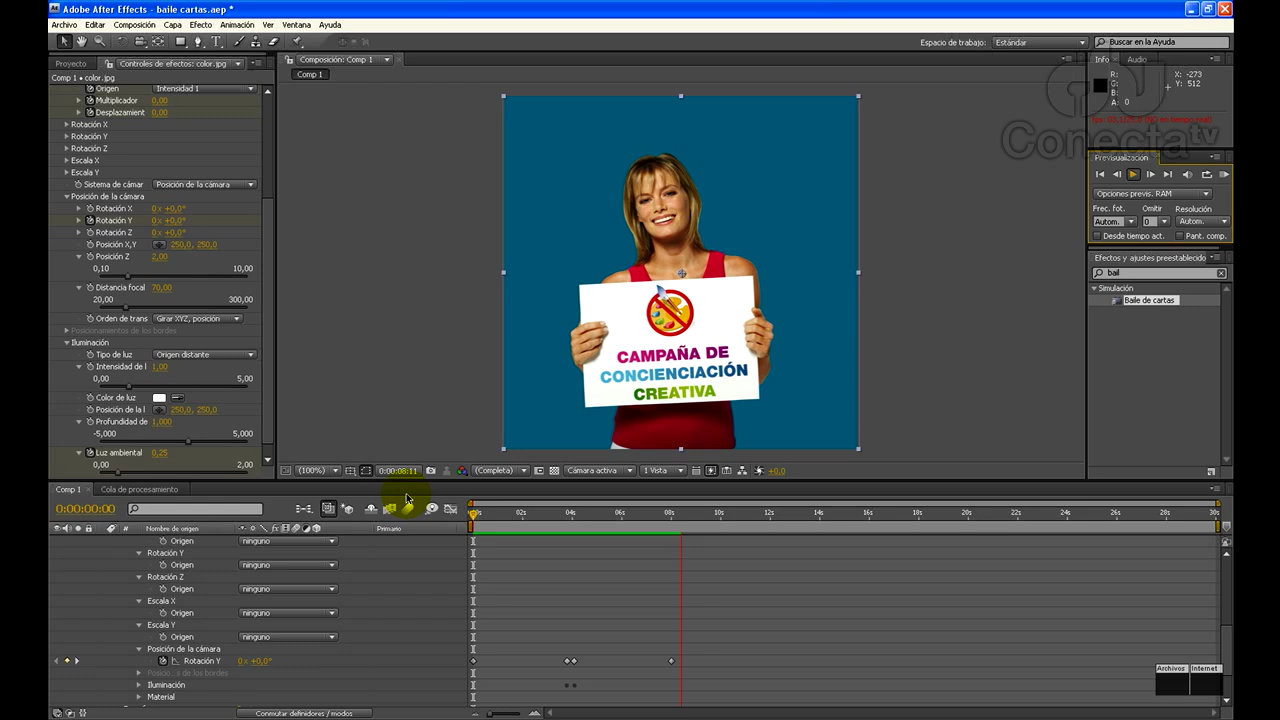 Adobe After Effects - baile cartas.aep *
Archivo Editar Composición Capa Efecto Animación Ver Ventana Ayuda
Espacio de trabajo: Estándar Buscar en la Ayuda
Proyecto Controles de efectos: color.jpg
Composición: Comp 1
Info Audio
Comp 1 • color.jpg
Comp 1
Origen Intensidad 1
Multiplicador 0,00
Desplazamient 0,00
Rotación X
Rotación Y
Rotación Z
Escala X
Escala Y
Sistema de cámar Posición de la cámara
Posición de la cámara
Rotación X 0x+0,0°
Rotación Y 0x+0,0°
Rotación Z 0x+0,0°
Posición X,Y 250,0, 250,0
Posición Z 2,00
0,10 10,00
Distancia focal 70,00
20,00 300,00
Orden de trans Girar XYZ, posición
Posicionamientos de los bordes
Iluminación
Tipo de luz Origen distante
Intensidad de l 1,00
0,00 5,00
Color de luz
Posición de la l 250,0, 250,0
Profundidad de 1,000
-5,000 5,000
Luz ambiental 0,25
0,00 2,00
CAMPAÑA DE
CONCIENCIACIÓN
CREATIVA
R:
G:
B:
A: 0
X: -273
Y: 512
Conecta tv
Previsualización
Opciones previs. RAM
Frec. fot. Omitir Resolución
Autom. 0 Autom.
Desde tiempo act. Pant. comp.
Efectos y ajustes preestablecido
bail
Simulación
Baile de cartas
(100%) 0:00:08:11 (Completa) Cámara activa 1 Vista +0,0
Comp 1 Cola de procesamiento
0:00:00:00
02s 04s 06s 08s 10s 12s 14s 16s 18s 20s 22s 24s 26s 28s 30s
# Nombre de origen Primario
Origen ninguno
Rotación Y
Origen ninguno
Rotación Z
Origen ninguno
Escala X
Origen ninguno
Escala Y
Origen ninguno
Posición de la cámara
Rotación Y 0x+0,0°
Iluminación
Material
Archivos Internet
Conmutar definidores / modos